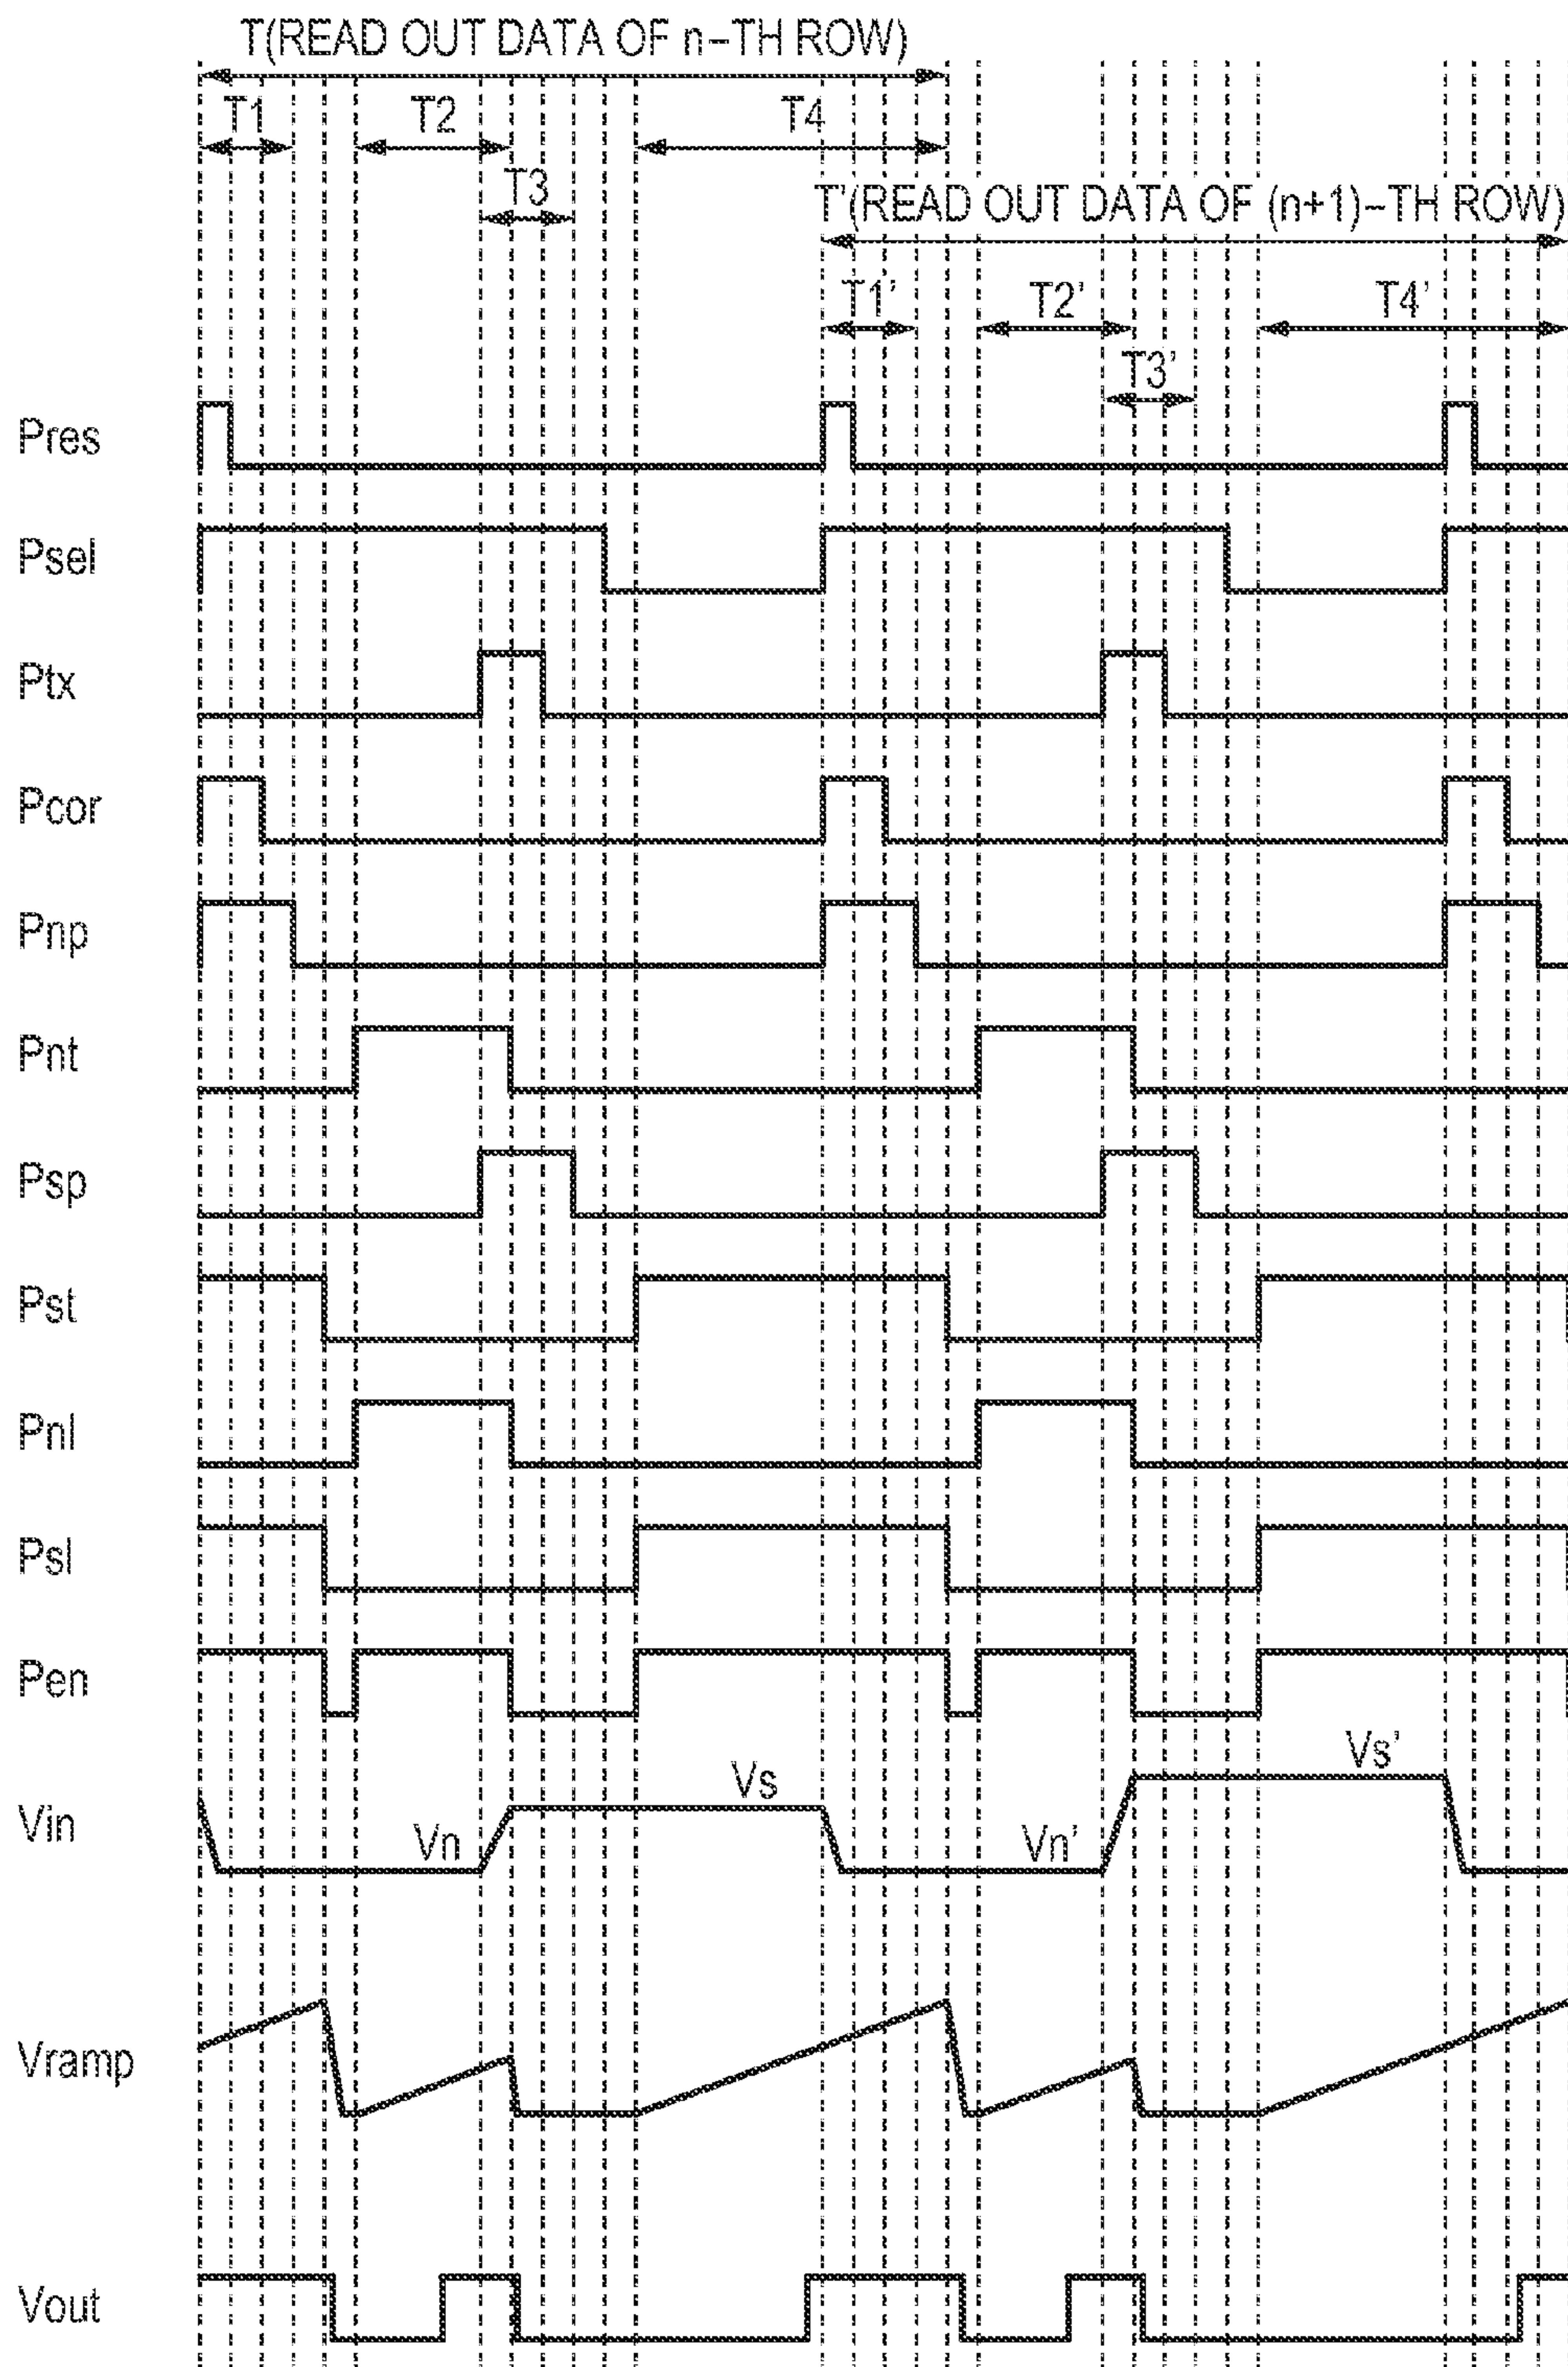 T(READ OUT DATA OF n–TH ROW)
T1 T2 T4
T3
T'(READ OUT DATA OF (n+1)–TH ROW)
T1' T2' T4'
T3'
Pres
Psel
Ptx
Pcor
Pnp
Pnt
Psp
Pst
Pnl
Psl
Pen
Vs Vs'
Vin Vn Vn'
Vramp
Vout